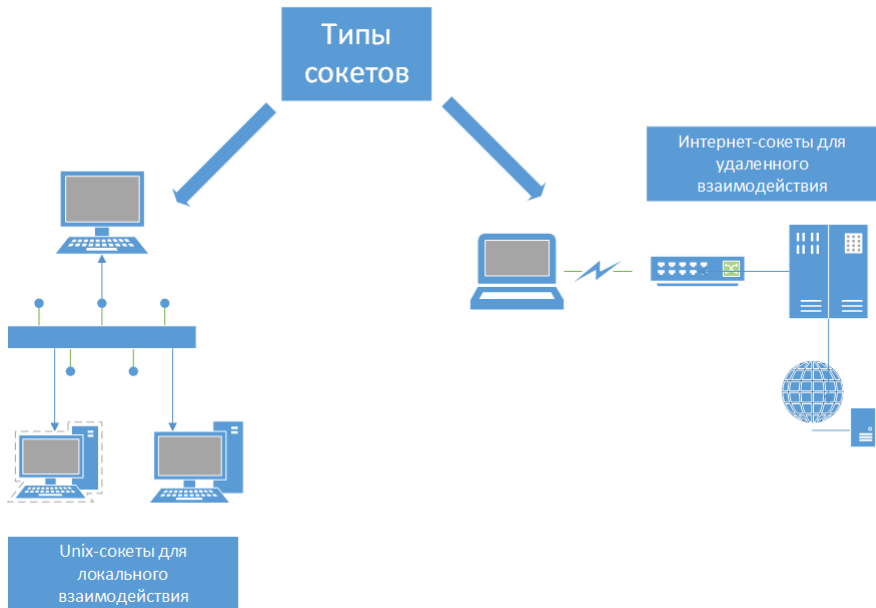 Типы
сокетов
Интернет-сокеты для
удаленного
взаимодействия
Unix-сокеты для
локального
взаимодействия